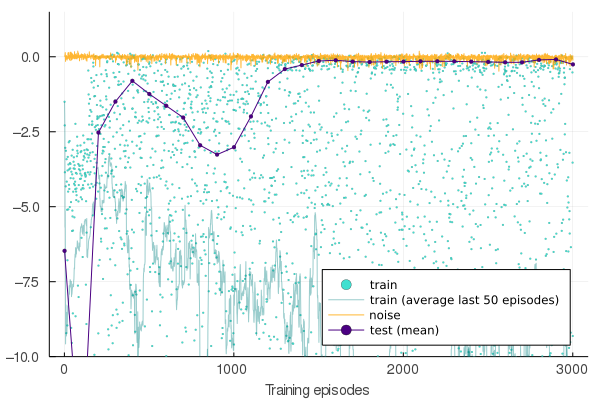 0.0
−2.5
−5.0
−7.5
−10.0
0
1000
2000
3000
Training episodes
train
train (average last 50 episodes)
noise
test (mean)